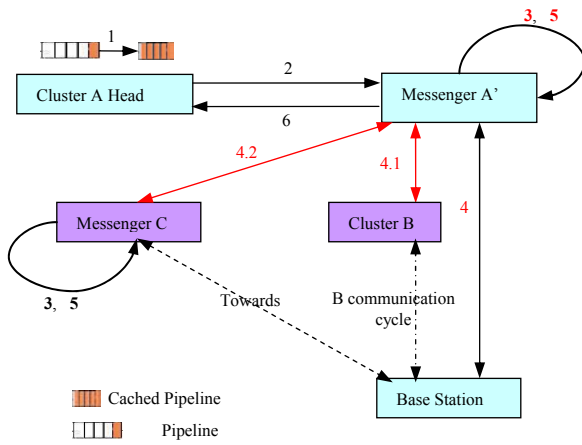 1
3, 5
2
Cluster A Head
Messenger A’
6
4.2
4.1
4
Messenger C
Cluster B
3, 5
Towards
B communication
cycle
Base Station
Cached Pipeline
Pipeline